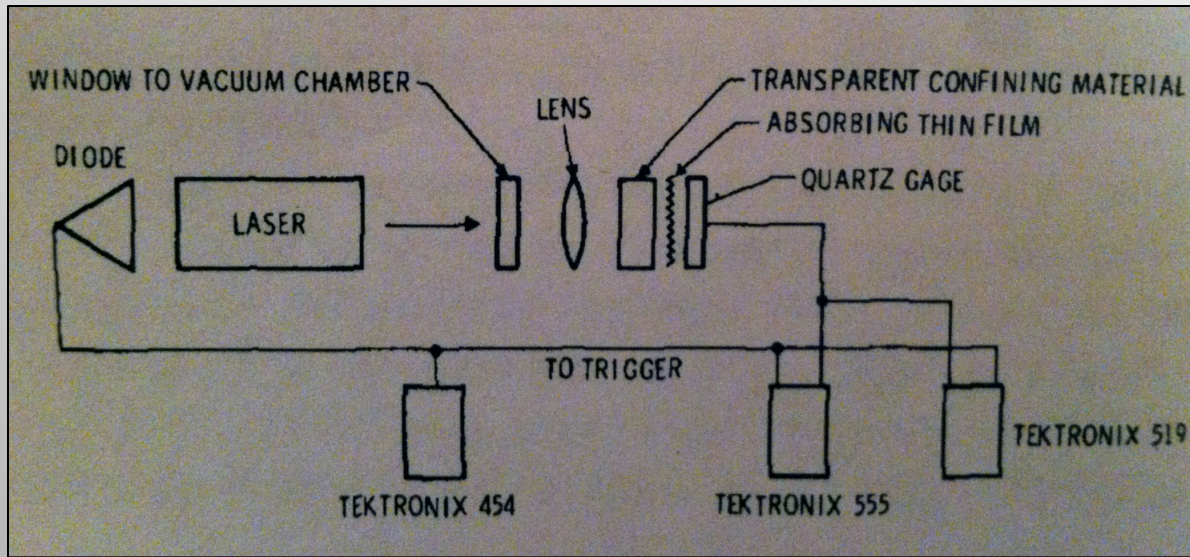 WINDOW TO VACUUM CHAMBER
TRANSPARENT CONFINING MATERIAL
LENS
ABSORBING THIN FILM
DIODE
QUARTZ GAGE
LASER
TO TRIGGER
TEKTRONIX 519
TEKTRONIX 454
TEKTRONIX 555